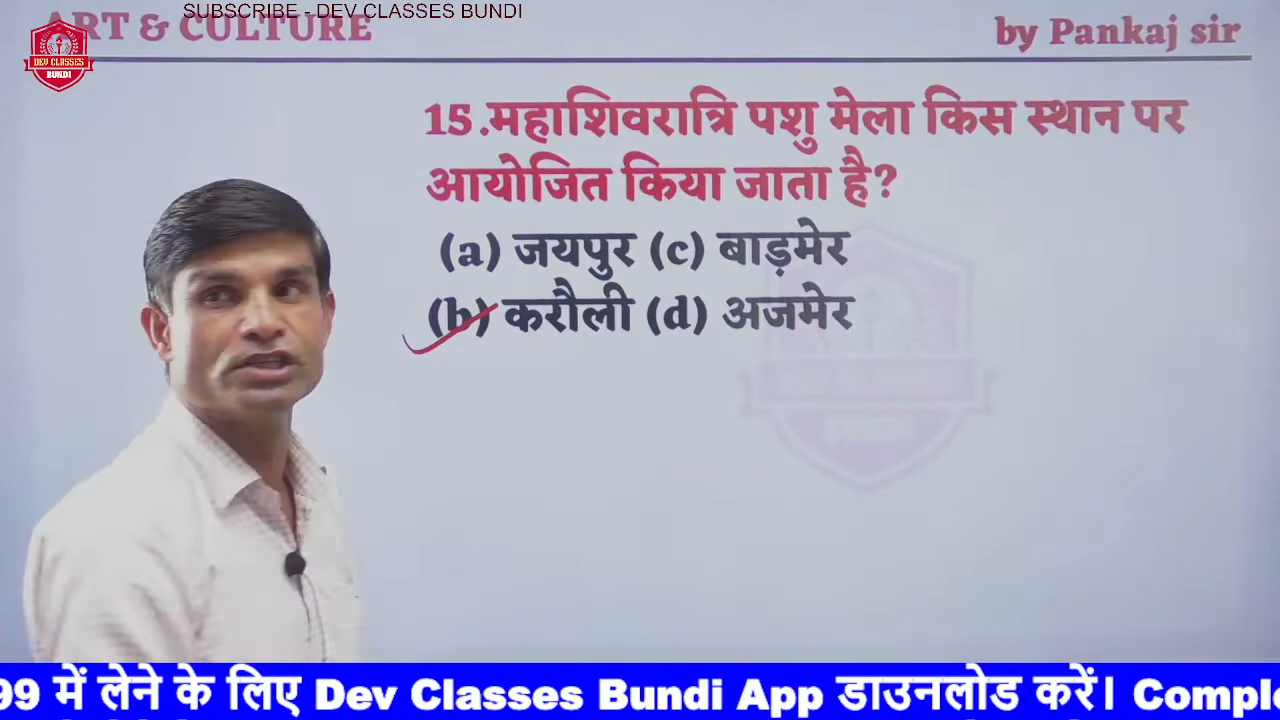 SUBSCRIBE - DEV CLASSES BUNDI
ART & CULTURE
by Pankaj sir
DEV CLASSES
BUNDI
15.महाशिवरात्रि पशु मेला किस स्थान पर
आयोजित किया जाता है?
(a) जयपुर (c) बाड़मेर
(b) करौली (d) अजमेर
99 में लेने के लिए Dev Classes Bundi App डाउनलोड करें। Comple